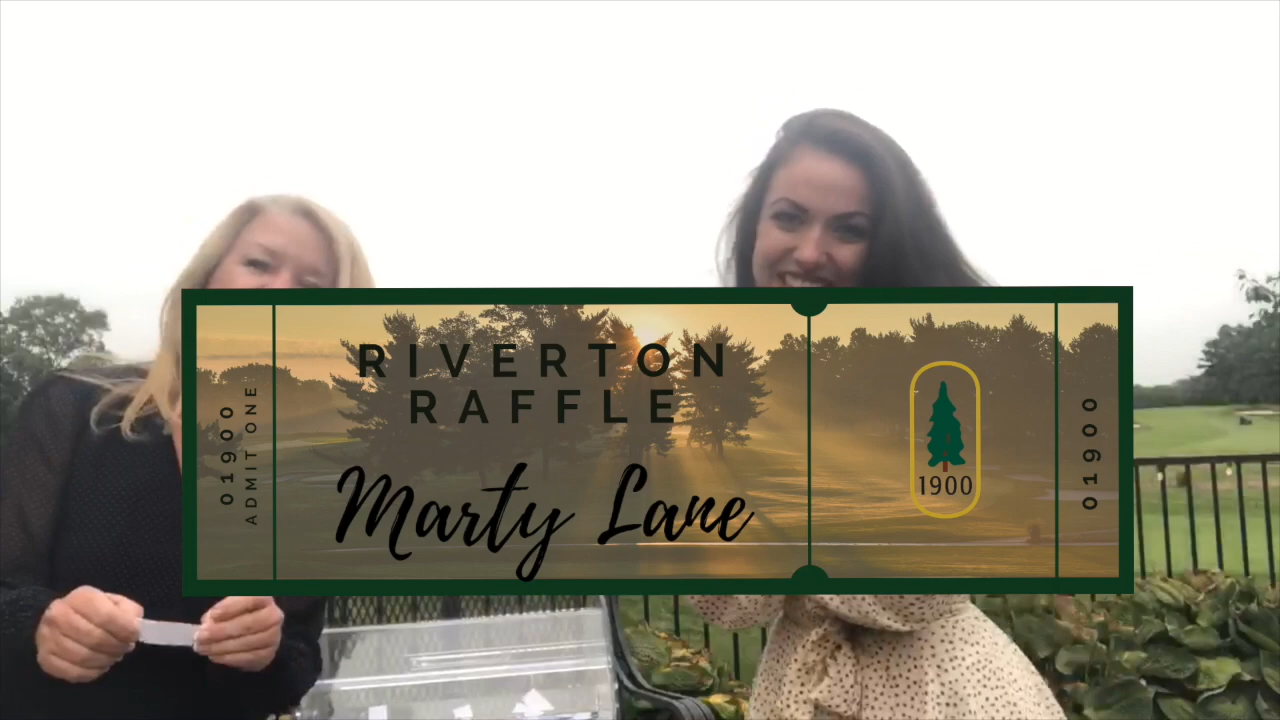 01900
ADMIT ONE
RIVERTON
RAFFLE
Marty Lane
1900
01900